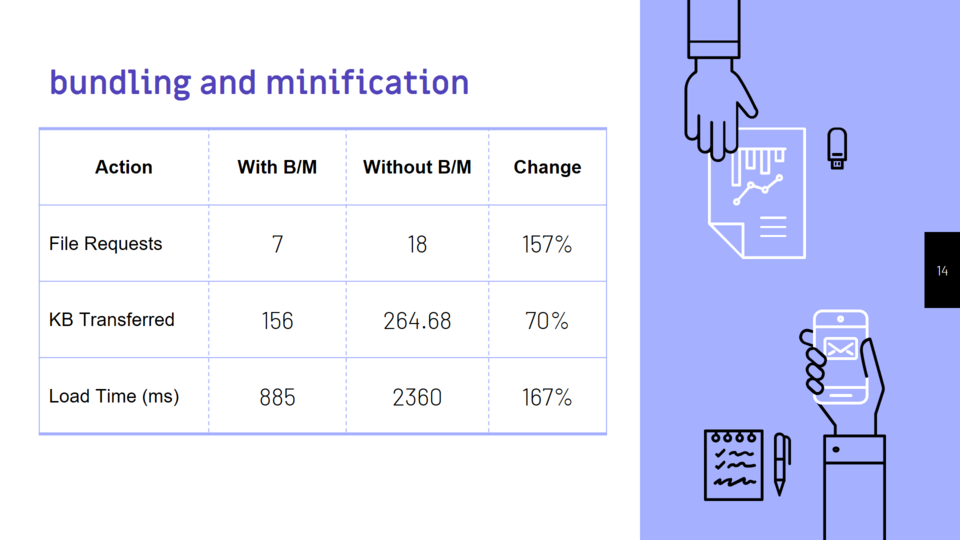 bundling and minification
Action With B/M Without B/M Change
File Requests 7 18 157%
KB Transferred 156 264.68 70%
Load Time (ms) 885 2360 167%
14